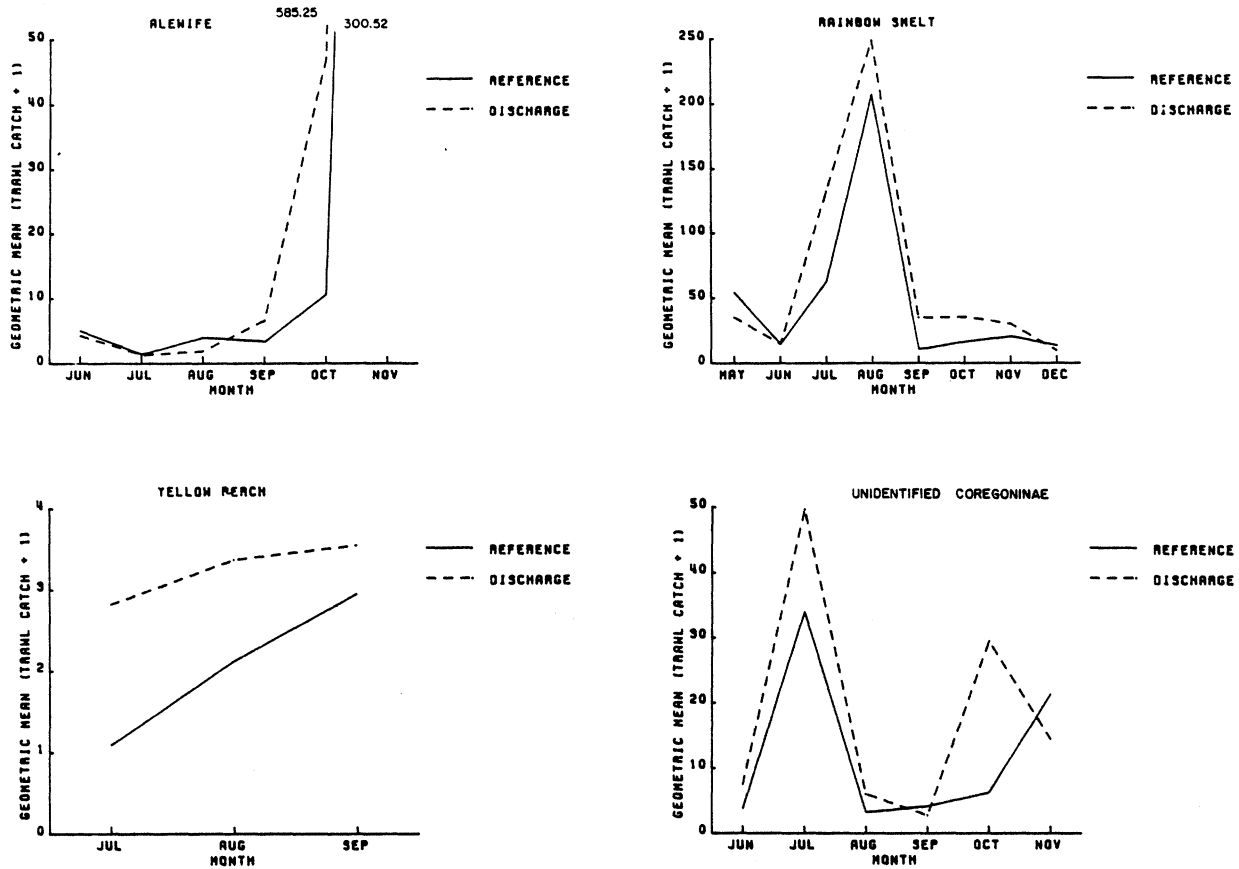 ALEWIFE
585.25
300.52
50
40
30
20
10
0
GEOMETRIC MEAN (TRAWL CATCH + 1)
JUN JUL AUG SEP OCT NOV
MONTH
REFERENCE
DISCHARGE
RAINBOW SMELT
250
200
150
100
50
0
GEOMETRIC MEAN (TRAWL CATCH + 1)
MAY JUN JUL AUG SEP OCT NOV DEC
MONTH
REFERENCE
DISCHARGE
YELLOW PERCH
4
3
2
1
0
GEOMETRIC MEAN (TRAWL CATCH + 1)
JUL AUG SEP
MONTH
REFERENCE
DISCHARGE
UNIDENTIFIED COREGONINAE
50
40
30
20
10
0
GEOMETRIC MEAN (TRAWL CATCH + 1)
JUN JUL AUG SEP OCT NOV
MONTH
REFERENCE
DISCHARGE